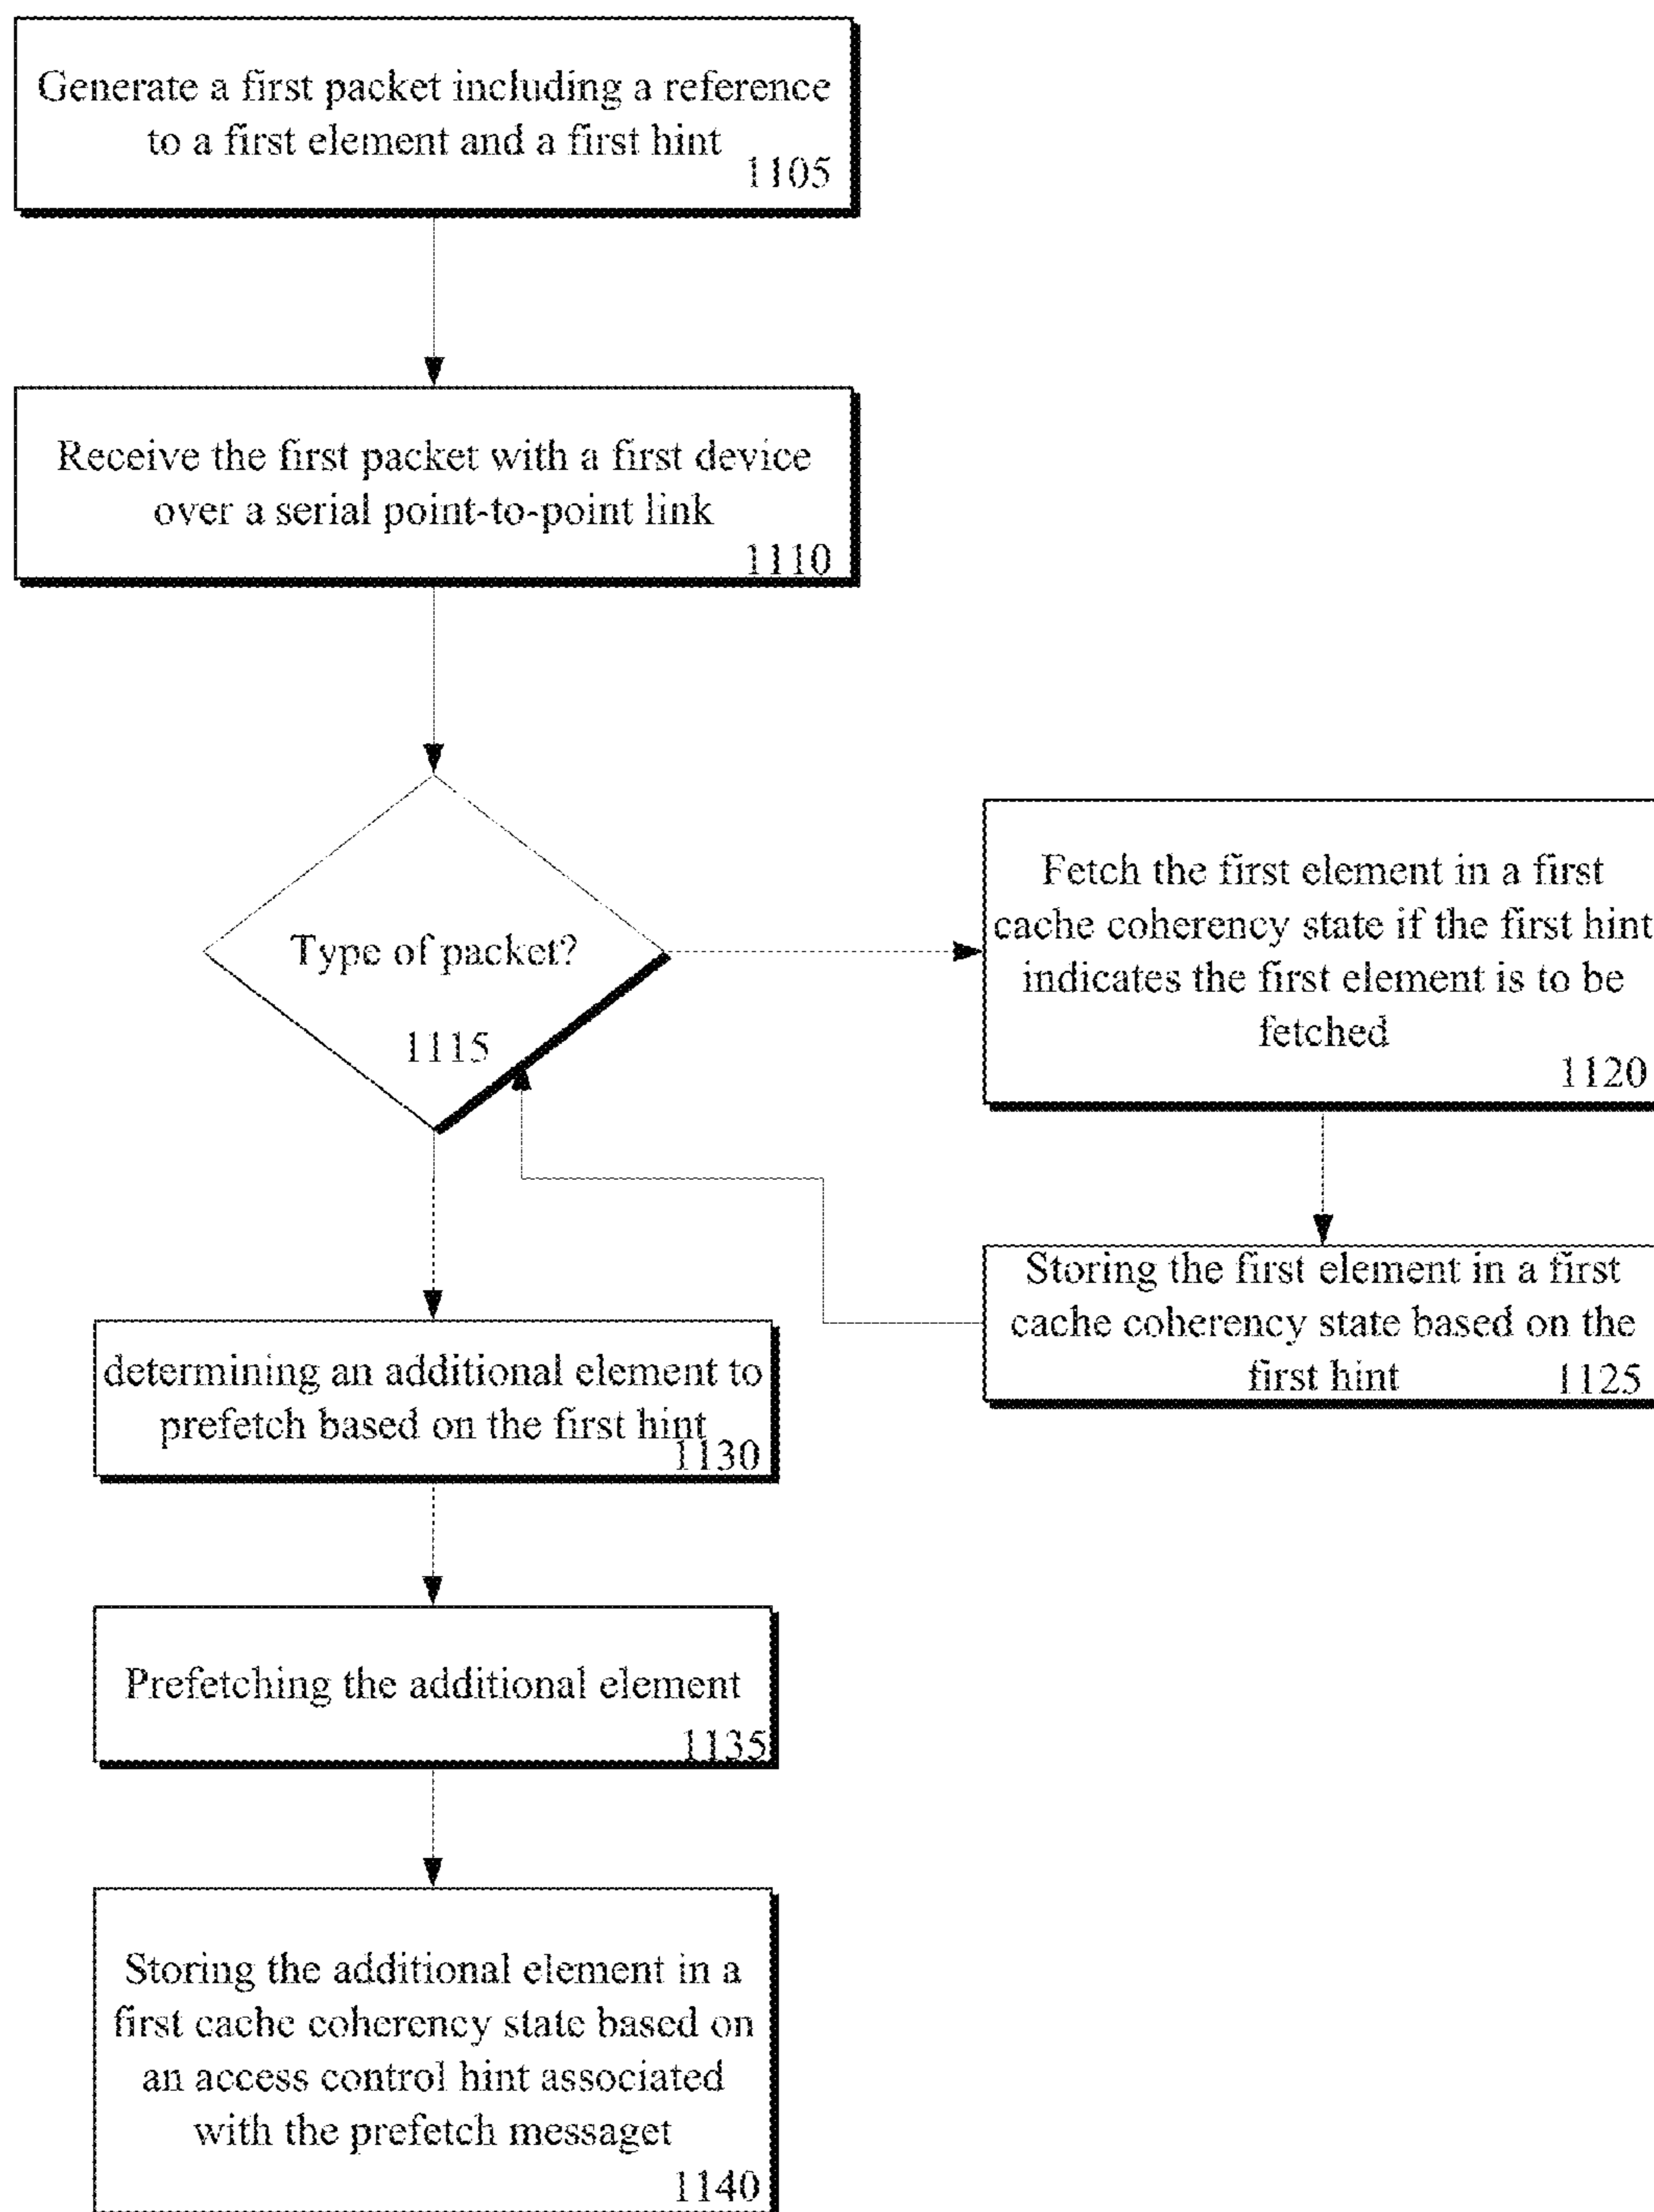 Generate a first packet including a reference
to a first element and a first hint
1105
Receive the first packet with a first device
over a serial point-to-point link
1110
Type of packet?
1115
Fetch the first element in a first
cache coherency state if the first hint
indicates the first element is to be
fetched
1120
Storing the first element in a first
cache coherency state based on the
first hint
1125
determining an additional element to
prefetch based on the first hint
1130
Prefetching the additional element
1135
Storing the additional element in a
first cache coherency state based on
an access control hint associated
with the prefetch messaget
1140